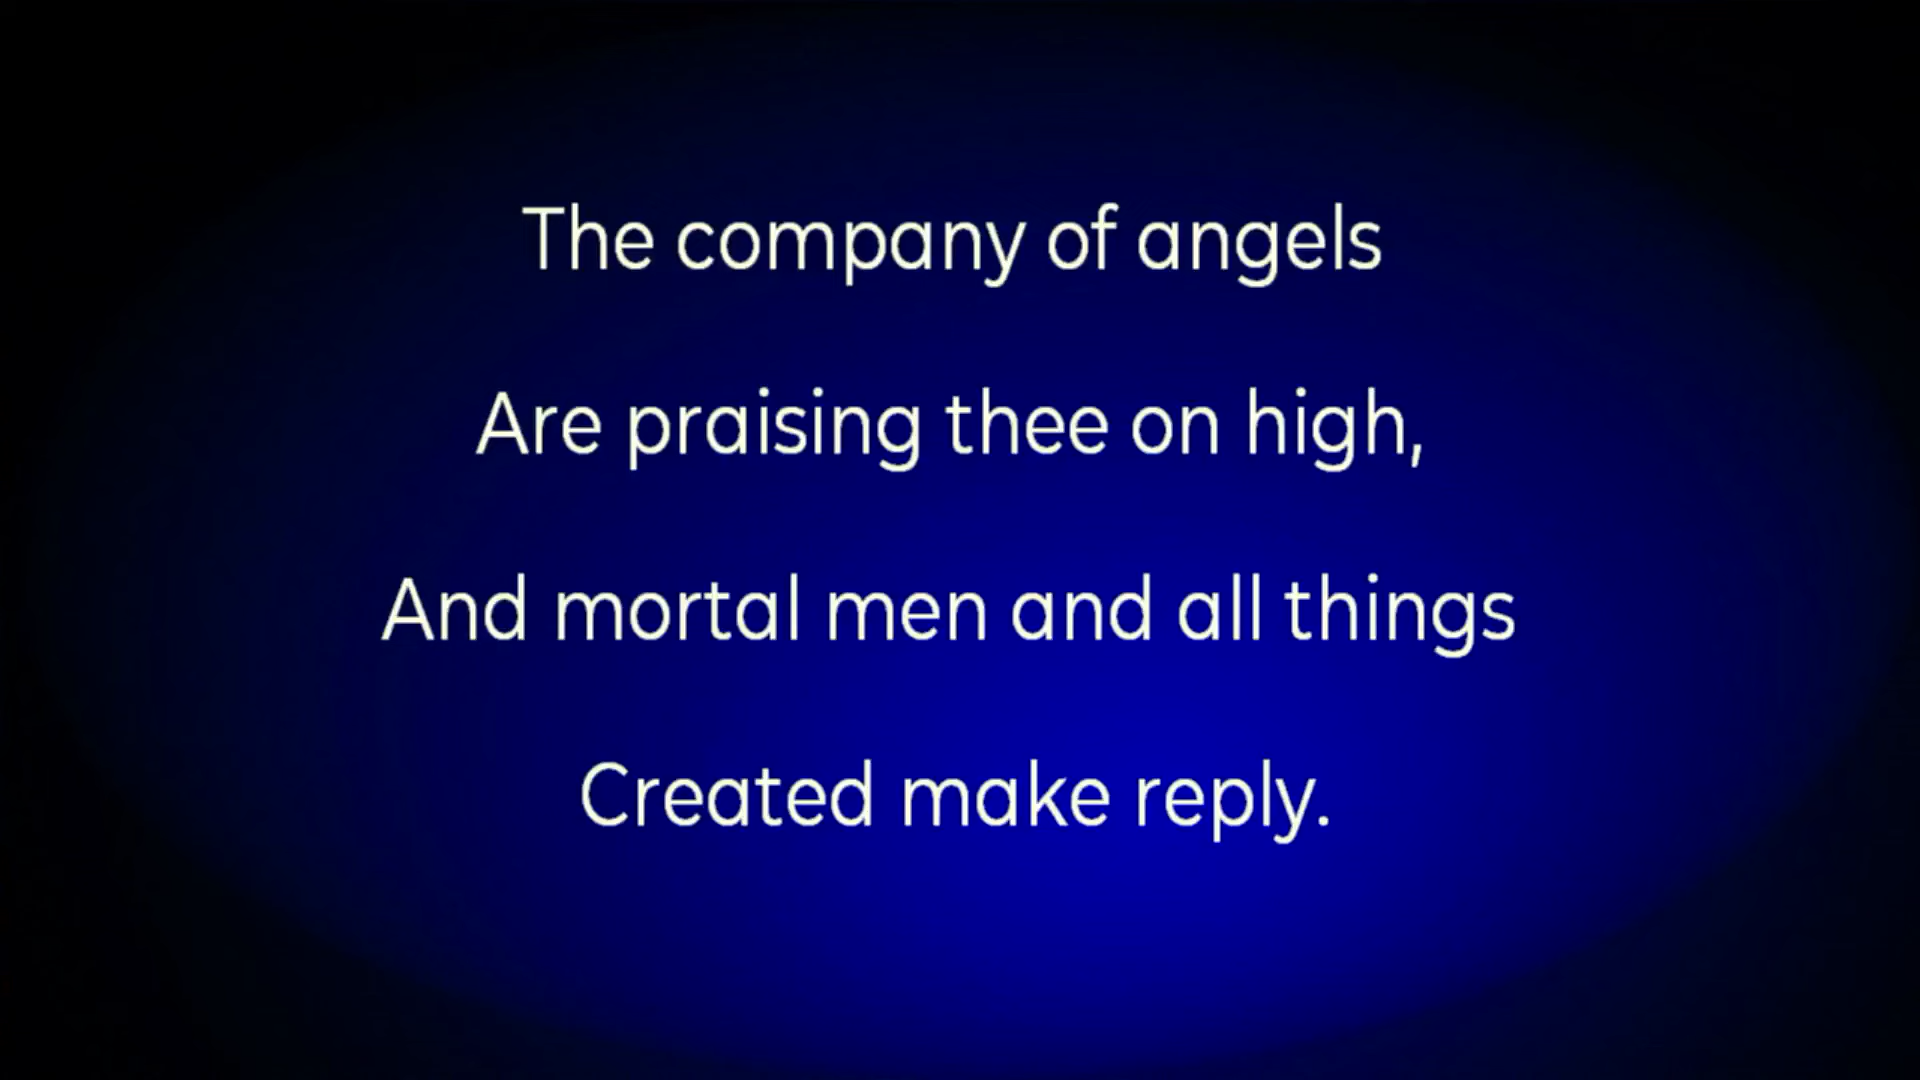 The company of angels
Are praising thee on high,
And mortal men and all things
Created make reply.